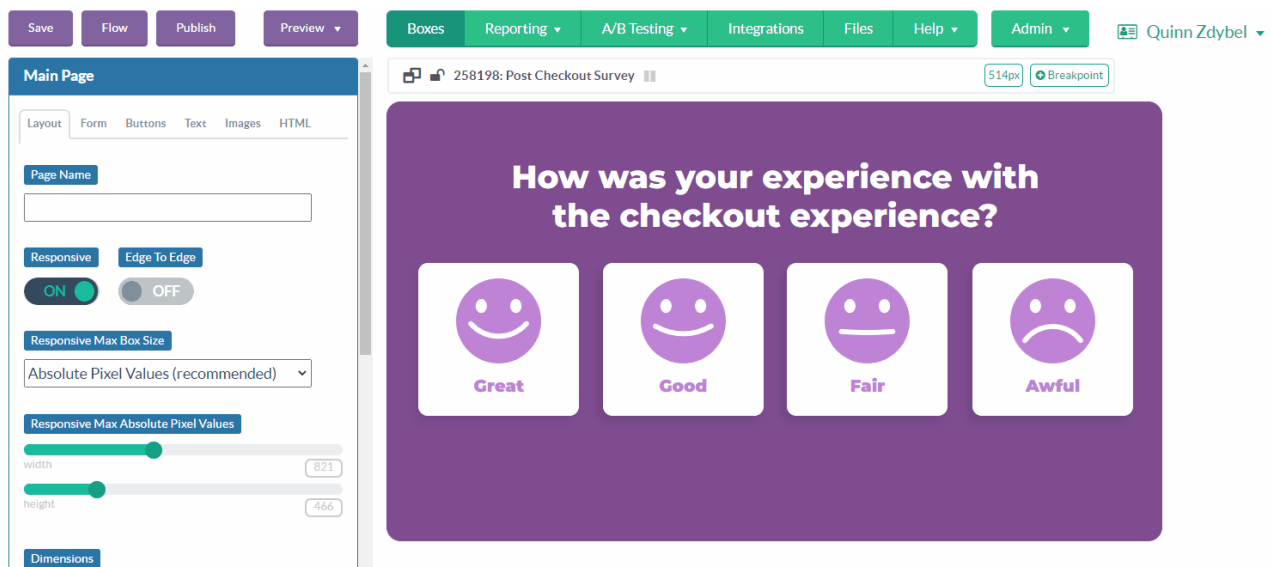 Save Flow Publish Preview Boxes Reporting A/B Testing Integrations Files Help Admin Quinn Zdybel
Main Page
258198: Post Checkout Survey 514px Breakpoint
Layout Form Buttons Text Images HTML
Page Name
Responsive Edge To Edge
ON OFF
Responsive Max Box Size
Absolute Pixel Values (recommended)
Responsive Max Absolute Pixel Values
width 821
height 466
Dimensions
How was your experience with
the checkout experience?
Great Good Fair Awful